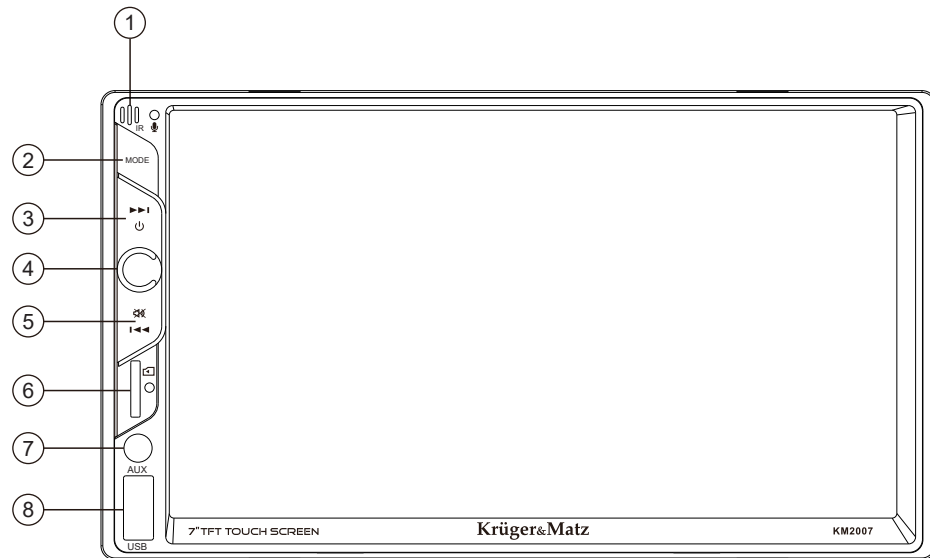 1
IR
2
MODE
3
4
5
6
7
AUX
8
USB
7"TFT TOUCH SCREEN
Krüger&Matz
KM2007